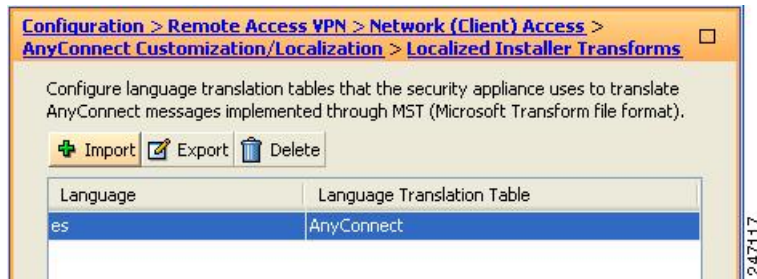 Configuration > Remote Access VPN > Network (Client) Access >
AnyConnect Customization/Localization > Localized Installer Transforms
Configure language translation tables that the security appliance uses to translate
AnyConnect messages implemented through MST (Microsoft Transform file format).
Import Export Delete
Language Language Translation Table
es AnyConnect
247117